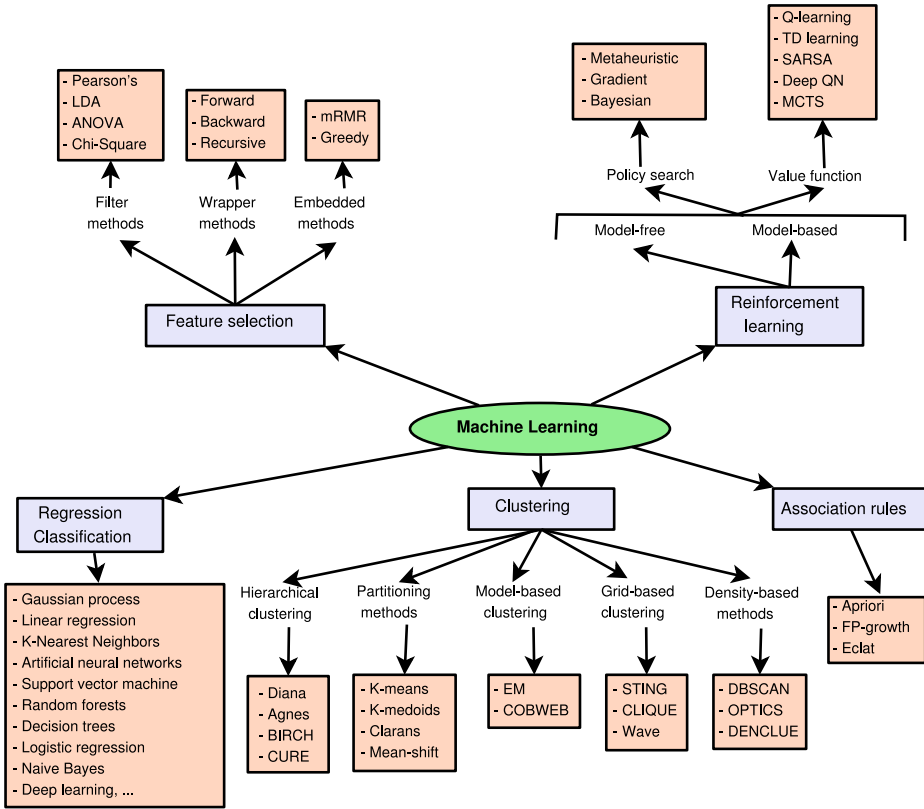 - Pearson's
- LDA
- ANOVA
- Chi-Square
- Forward
- Backward
- Recursive
- mRMR
- Greedy
Filter
methods
Wrapper
methods
Embedded
methods
Feature selection
- Metaheuristic
- Gradient
- Bayesian
- Q-learning
- TD learning
- SARSA
- Deep QN
- MCTS
Policy search
Value function
Model-free
Model-based
Reinforcement
learning
Machine Learning
Regression
Classification
- Gaussian process
- Linear regression
- K-Nearest Neighbors
- Artificial neural networks
- Support vector machine
- Random forests
- Decision trees
- Logistic regression
- Naive Bayes
- Deep learning, ...
Clustering
Hierarchical
clustering
Partitioning
methods
Model-based
clustering
Grid-based
clustering
Density-based
methods
- Diana
- Agnes
- BIRCH
- CURE
- K-means
- K-medoids
- Clarans
- Mean-shift
- EM
- COBWEB
- STING
- CLIQUE
- Wave
- DBSCAN
- OPTICS
- DENCLUE
Association rules
- Apriori
- FP-growth
- Eclat